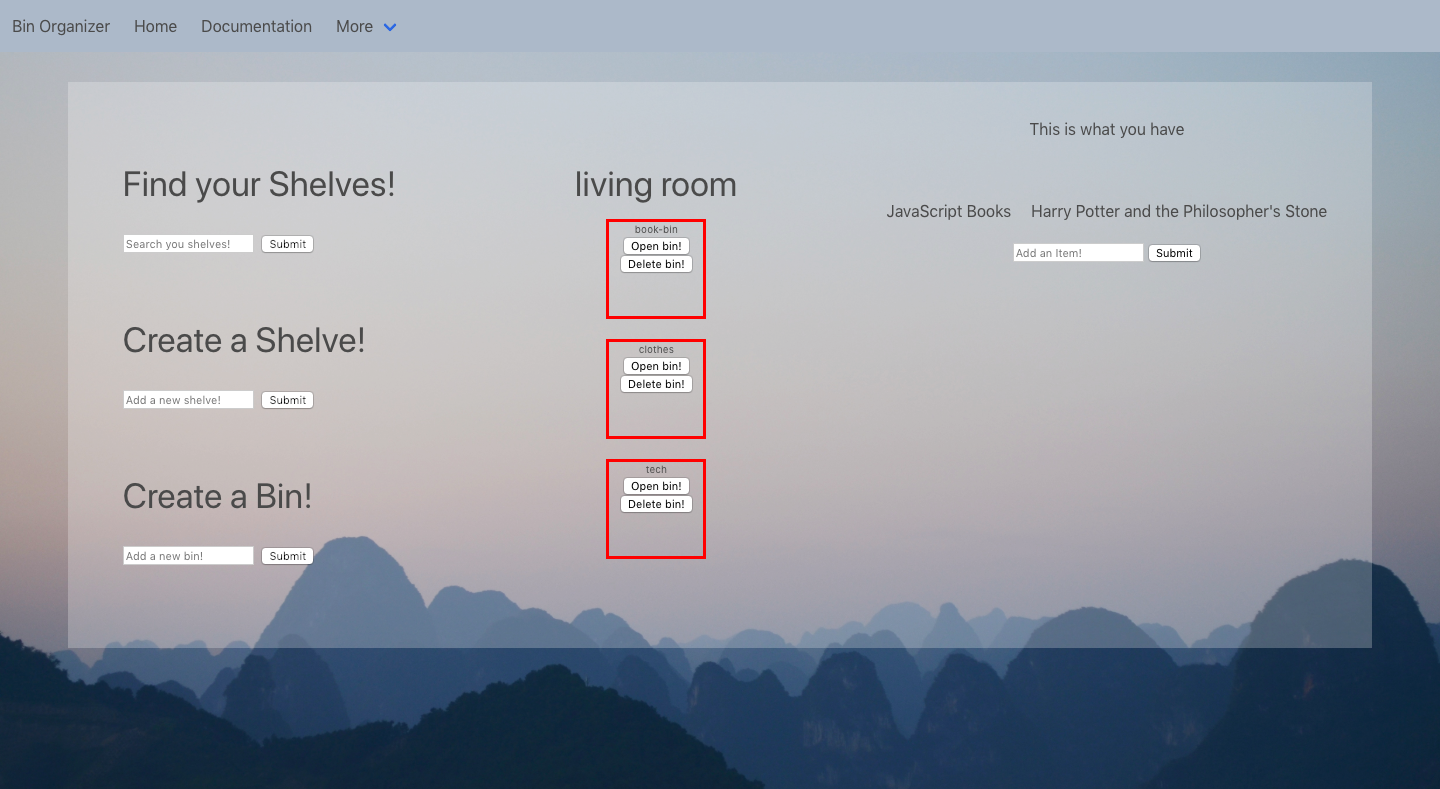 Bin Organizer Home Documentation More
Find your Shelves!
Search you shelves! Submit
Create a Shelve!
Add a new shelve! Submit
Create a Bin!
Add a new bin! Submit
living room
book-bin
Open bin!
Delete bin!
clothes
Open bin!
Delete bin!
tech
Open bin!
Delete bin!
This is what you have
JavaScript Books Harry Potter and the Philosopher's Stone
Add an Item! Submit